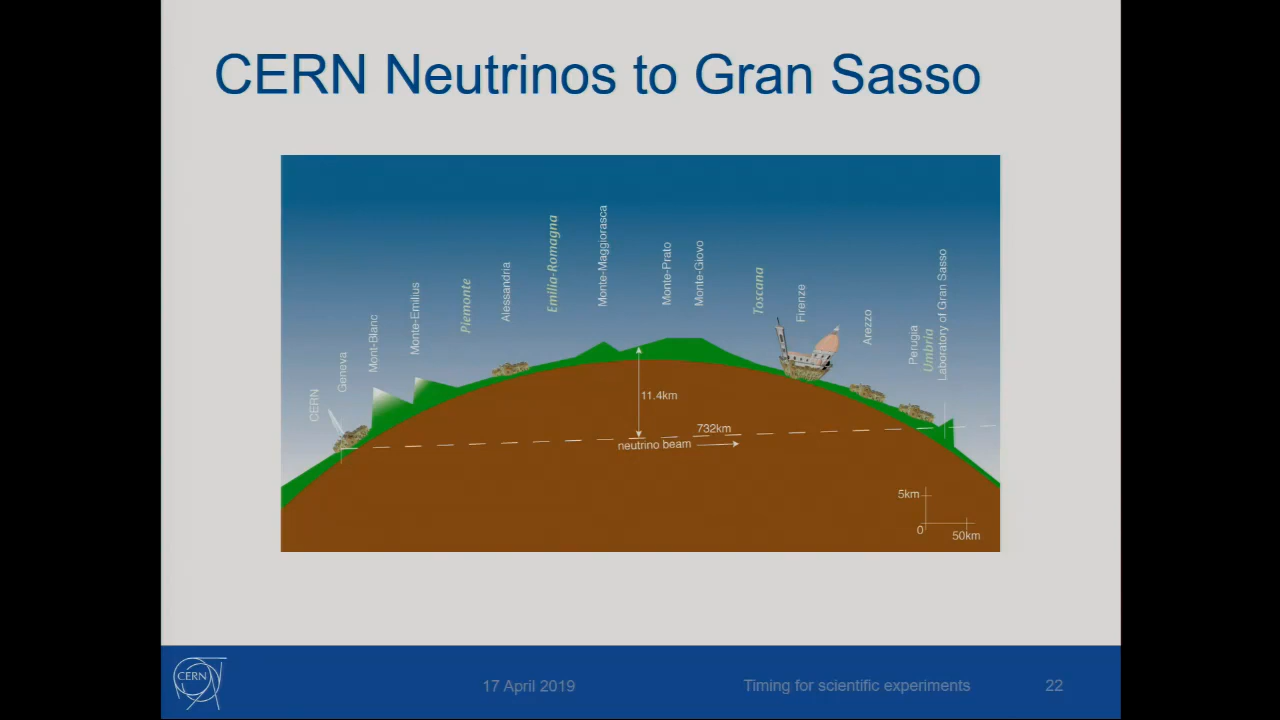 CERN Neutrinos to Gran Sasso
CERN
Geneva
Mont-Blanc
Monte-Emilius
Piemonte
Alessandria
Emilia-Romagna
Monte-Maggiorasca
Monte-Prato
Monte-Giovo
Toscana
Firenze
Arezzo
Perugia
Umbria
Laboratory of Gran Sasso
11.4km
732km
neutrino beam
5km
0
50km
CERN
17 April 2019
Timing for scientific experiments
22